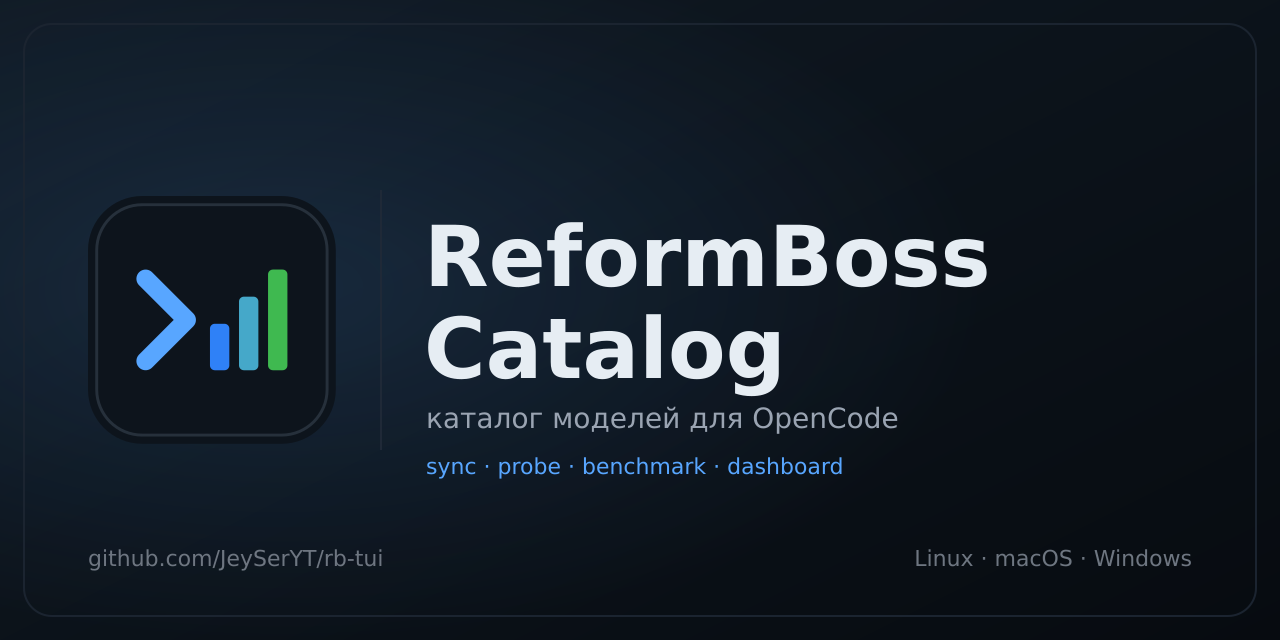 ReformBoss
Catalog
каталог моделей для OpenCode
sync · probe · benchmark · dashboard
github.com/JeySerYT/rb-tui
Linux · macOS · Windows